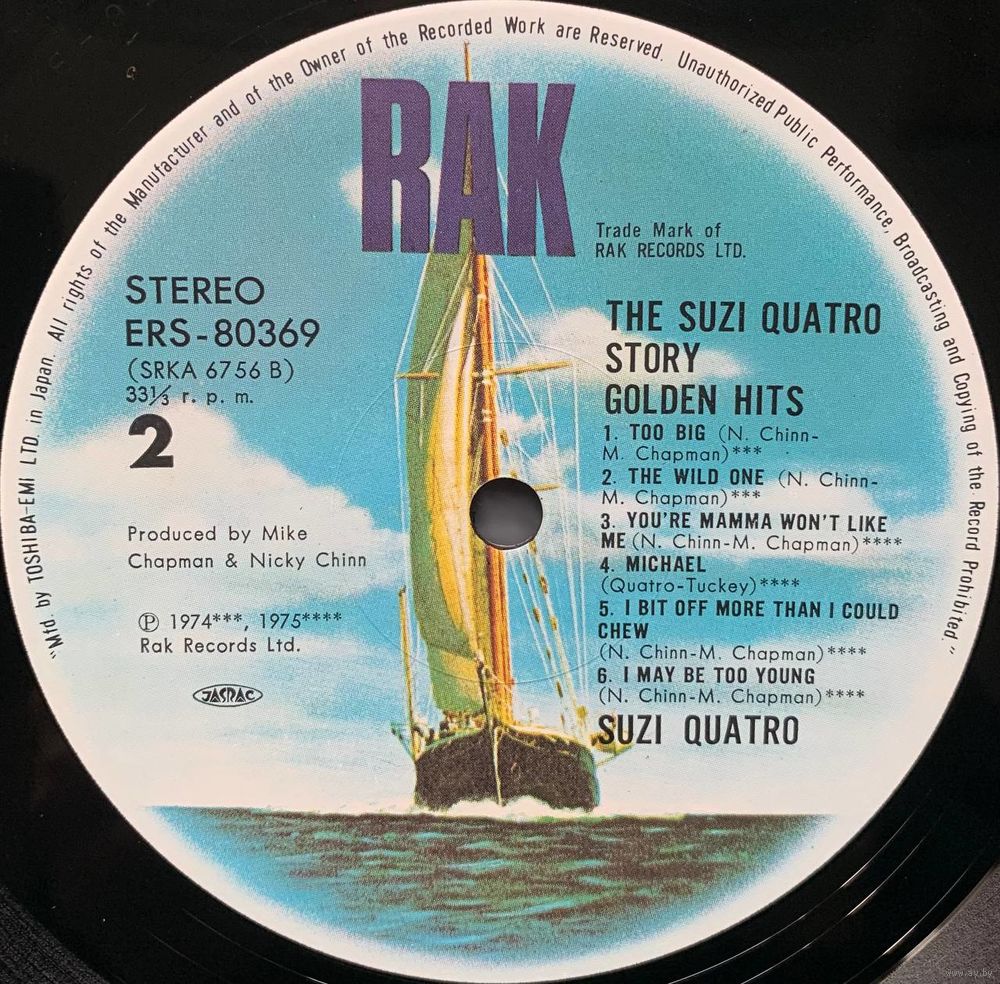 "Mfd. by TOSHIBA-EMI LTD. in Japan. All rights of the Manufacturer and of the Owner of the Recorded Work are Reserved. Unauthorized Public Performance, Broadcasting and Copying of the Record Prohibited."
RAK
Trade Mark of
RAK RECORDS LTD.
STEREO
ERS-80369
(SRKA 6756 B)
33⅓ r. p. m.
2
Produced by Mike
Chapman & Nicky Chinn
℗ 1974***, 1975****
Rak Records Ltd.
JASRAC
THE SUZI QUATRO
STORY
GOLDEN HITS
1. TOO BIG (N. Chinn-
M. Chapman)***
2. THE WILD ONE (N. Chinn-
M. Chapman)***
3. YOU'RE MAMMA WON'T LIKE
ME (N. Chinn-M. Chapman)****
4. MICHAEL
(Quatro-Tuckey)****
5. I BIT OFF MORE THAN I COULD
CHEW
(N. Chinn-M. Chapman)****
6. I MAY BE TOO YOUNG
(N. Chinn-M. Chapman)****
SUZI QUATRO
www.ay.by